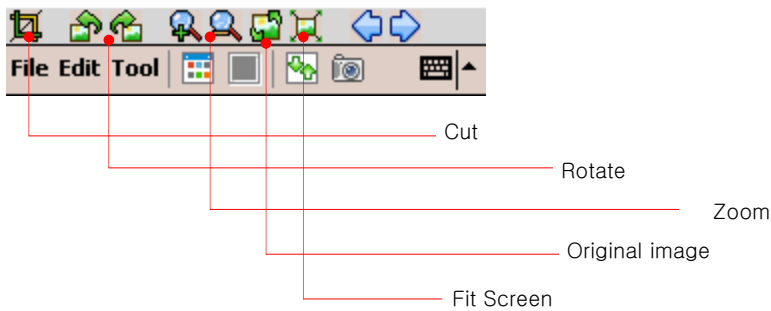 File Edit Tool
Cut
Rotate
Zoom
Original image
Fit Screen